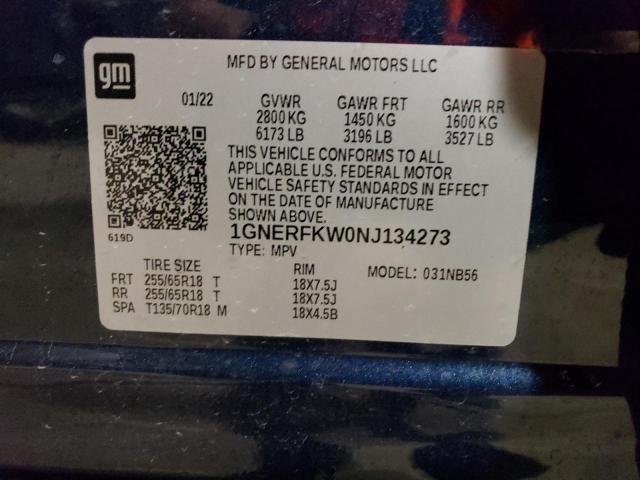 gm
MFD BY GENERAL MOTORS LLC
01/22 GVWR GAWR FRT GAWR RR
2800 KG 1450 KG 1600 KG
6173 LB 3196 LB 3527 LB
THIS VEHICLE CONFORMS TO ALL
APPLICABLE U.S. FEDERAL MOTOR
VEHICLE SAFETY STANDARDS IN EFFECT
ON THE DATE OF MANUFACTURE
SHOWN ABOVE.
619D
1GNERFKW0NJ134273
TYPE: MPV
TIRE SIZE RIM MODEL: 031NB56
FRT 255/65R18 T 18X7.5J
RR 255/65R18 T 18X7.5J
SPA T135/70R18 M 18X4.5B